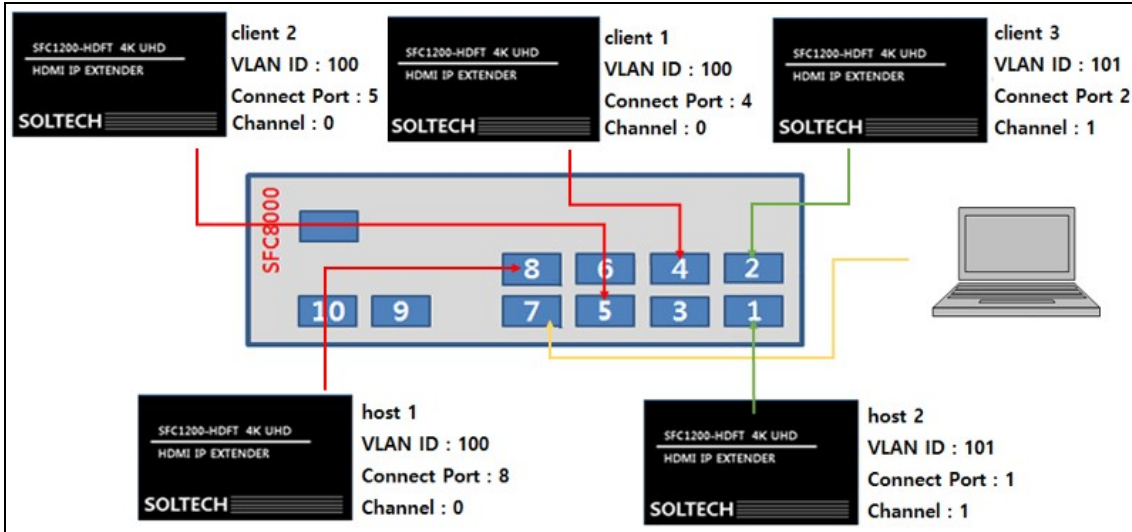 SFC1200-HDFT 4K UHD
HDMI IP EXTENDER
SOLTECH
client 2
VLAN ID : 100
Connect Port : 5
Channel : 0
SFC1200-HDFT 4K UHD
HDMI IP EXTENDER
SOLTECH
client 1
VLAN ID : 100
Connect Port : 4
Channel : 0
SFC1200-HDFT 4K UHD
HDMI IP EXTENDER
SOLTECH
client 3
VLAN ID : 101
Connect Port 2
Channel : 1
SFC8000
8 6 4 2
10 9 7 5 3 1
SFC1200-HDFT 4K UHD
HDMI IP EXTENDER
SOLTECH
host 1
VLAN ID : 100
Connect Port : 8
Channel : 0
SFC1200-HDFT 4K UHD
HDMI IP EXTENDER
SOLTECH
host 2
VLAN ID : 101
Connect Port : 1
Channel : 1